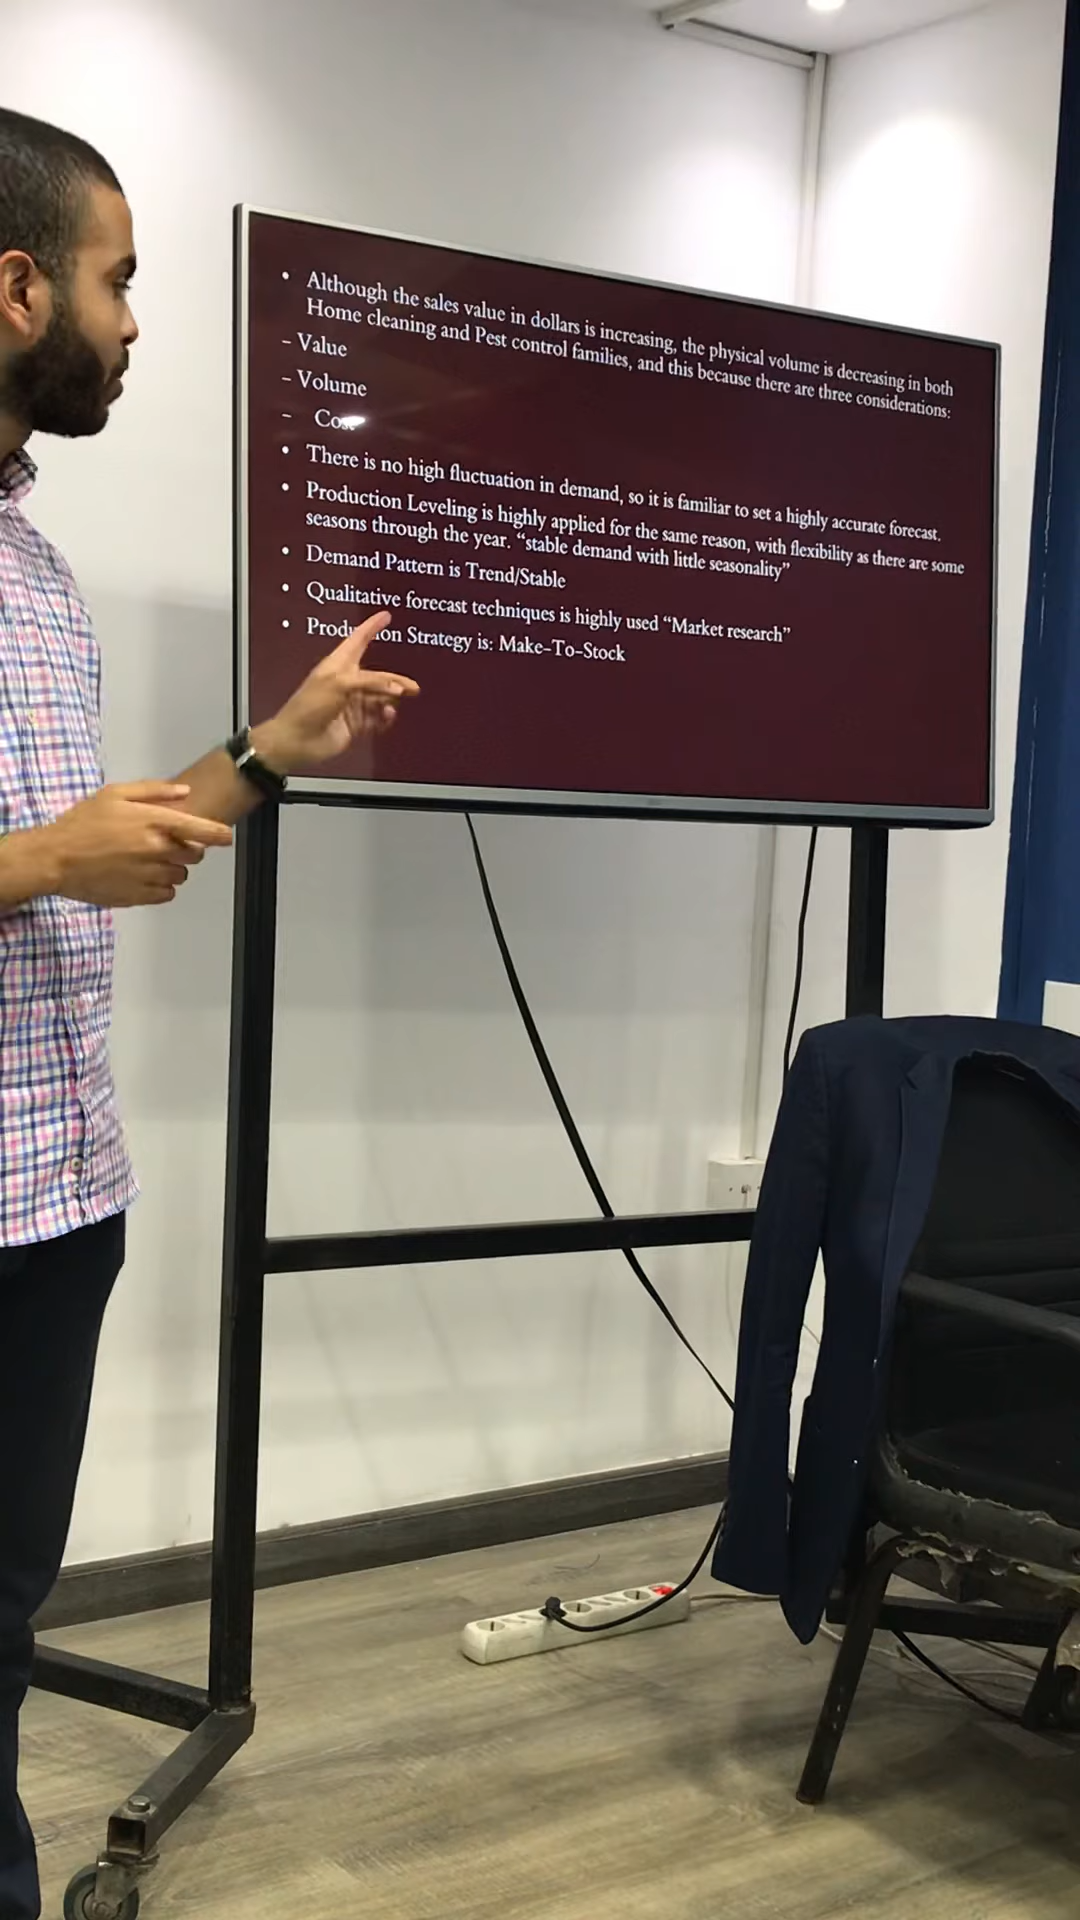 • Although the sales value in dollars is increasing, the physical volume is decreasing in both
Home cleaning and Pest control families, and this because there are three considerations:
– Value
– Volume
– Cost
• There is no high fluctuation in demand, so it is familiar to set a highly accurate forecast.
• Production Leveling is highly applied for the same reason, with flexibility as there are some
seasons through the year. “stable demand with little seasonality”
• Demand Pattern is Trend/Stable
• Qualitative forecast techniques is highly used “Market research”
• Production Strategy is: Make-To-Stock